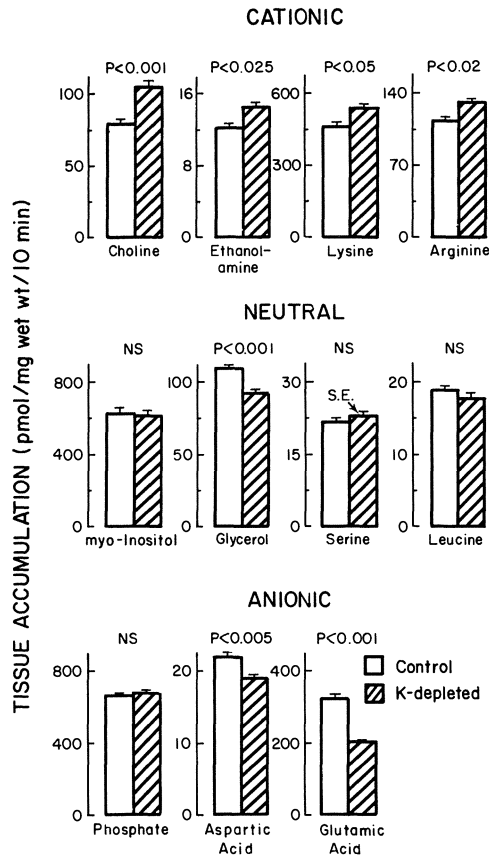 CATIONIC
P<0.001 P<0.025 P<0.05 P<0.02
100 50 0
16 8 0
600 300 0
140 70 0
Choline Ethanol- Lysine Arginine
amine
NEUTRAL
NS P<0.001 NS NS
800 400 0
100 50 0
30 15 0
20 10 0
S.E.
myo-Inositol Glycerol Serine Leucine
ANIONIC
NS P<0.005 P<0.001
800 400 0
20 10 0
400 200 0
Control
K-depleted
Phosphate Aspartic Glutamic
Acid Acid
TISSUE ACCUMULATION (pmol/mg wet wt/10 min)